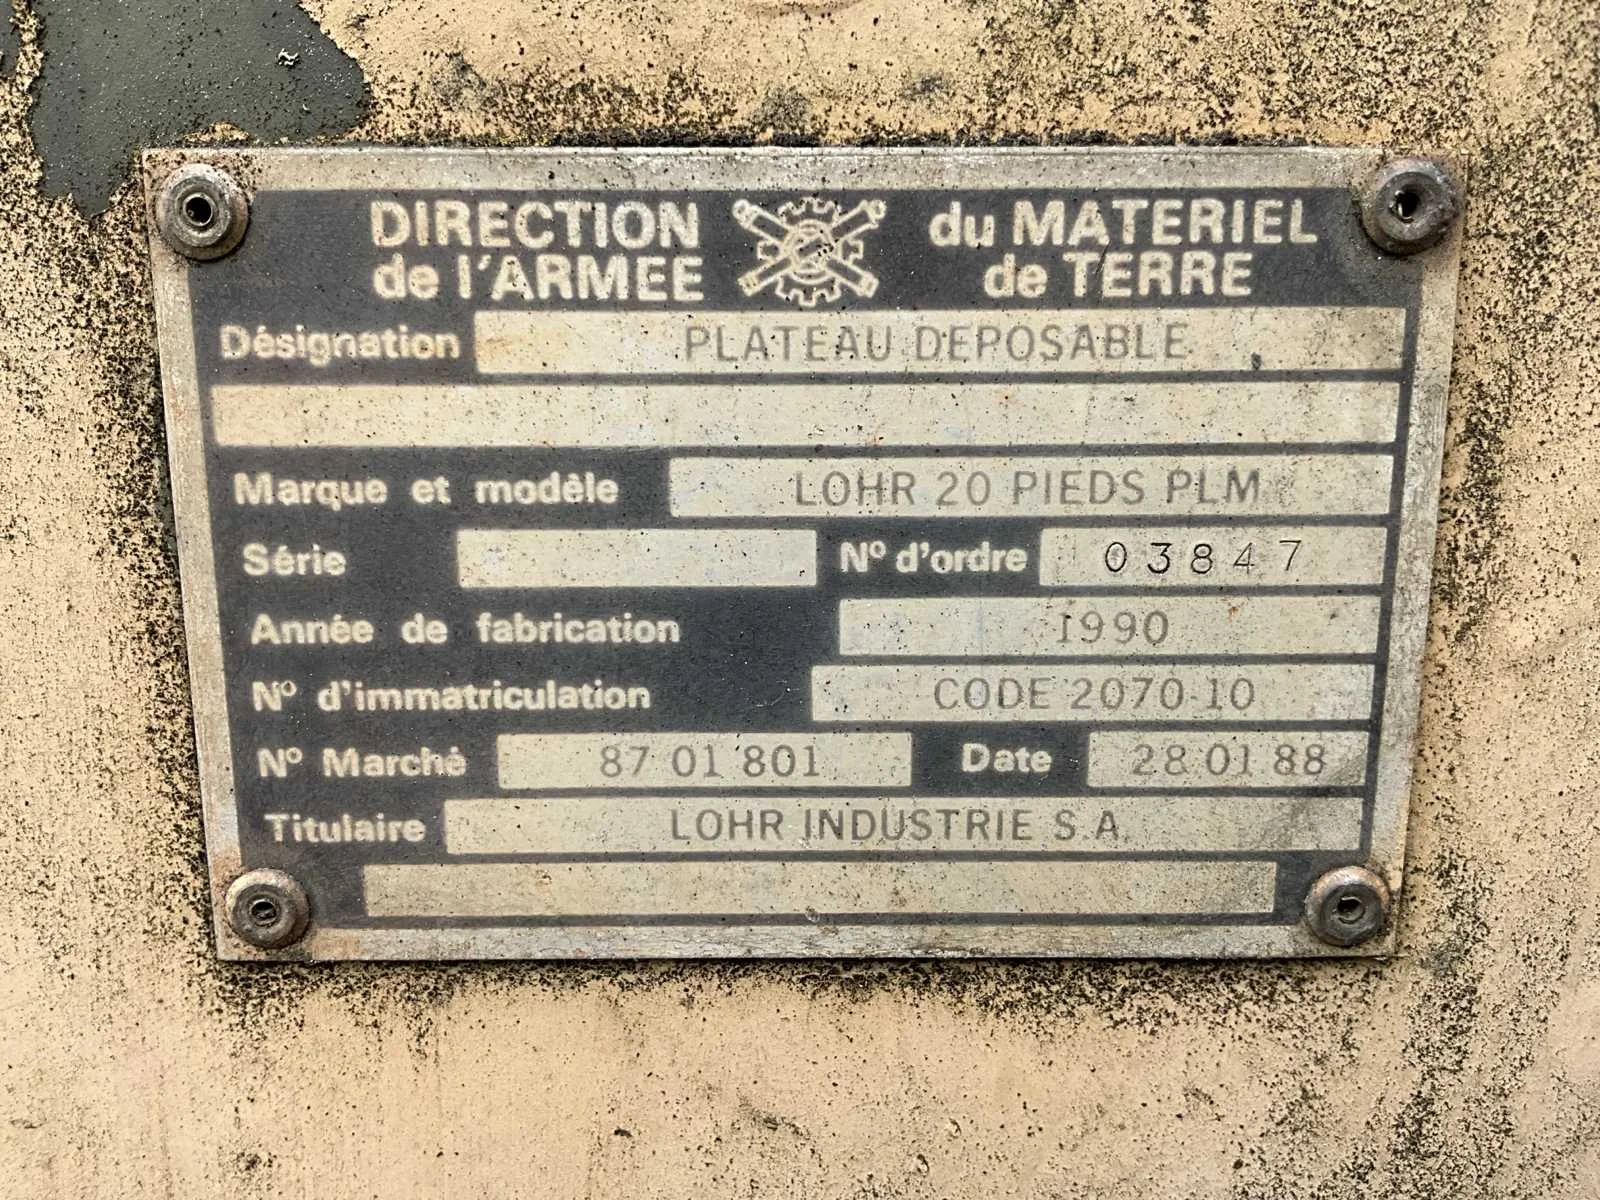 DIRECTION du MATERIEL
de l'ARMEE de TERRE
Désignation PLATEAU DEPOSABLE
Marque et modèle LOHR 20 PIEDS PLM
Série N° d'ordre 03847
Année de fabrication 1990
N° d'immatriculation CODE 2070-10
N° Marché 87 01 801 Date 28 01 88
Titulaire LOHR INDUSTRIE S.A